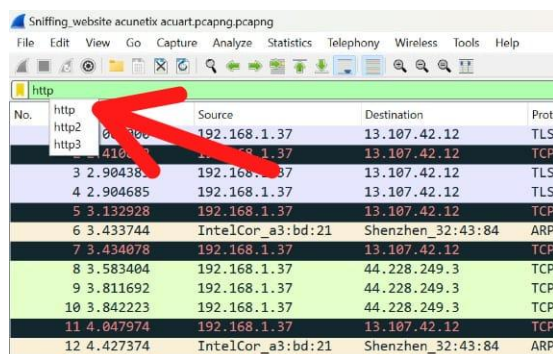 Sniffing_website acunetix acuart.pcapng.pcapng
File Edit View Go Capture Analyze Statistics Telephony Wireless Tools Help
http
No. Source Destination Prot
http
http2
http3
192.168.1.37 13.107.42.12 TLS
192.168.1.37 13.107.42.12 TCP
3 192.168.1.37 13.107.42.12 TLS
4 2.904685 192.168.1.37 13.107.42.12 TLS
5 3.132928 192.168.1.37 13.107.42.12 TCP
6 3.433744 IntelCor_a3:bd:21 Shenzhen_32:43:84 ARP
7 3.434078 192.168.1.37 13.107.42.12 TCP
8 3.583404 192.168.1.37 44.228.249.3 TCP
9 3.811692 192.168.1.37 44.228.249.3 TCP
10 3.842223 192.168.1.37 44.228.249.3 TCP
11 4.047974 192.168.1.37 13.107.42.12 TCP
12 4.427374 IntelCor_a3:bd:21 Shenzhen_32:43:84 ARP